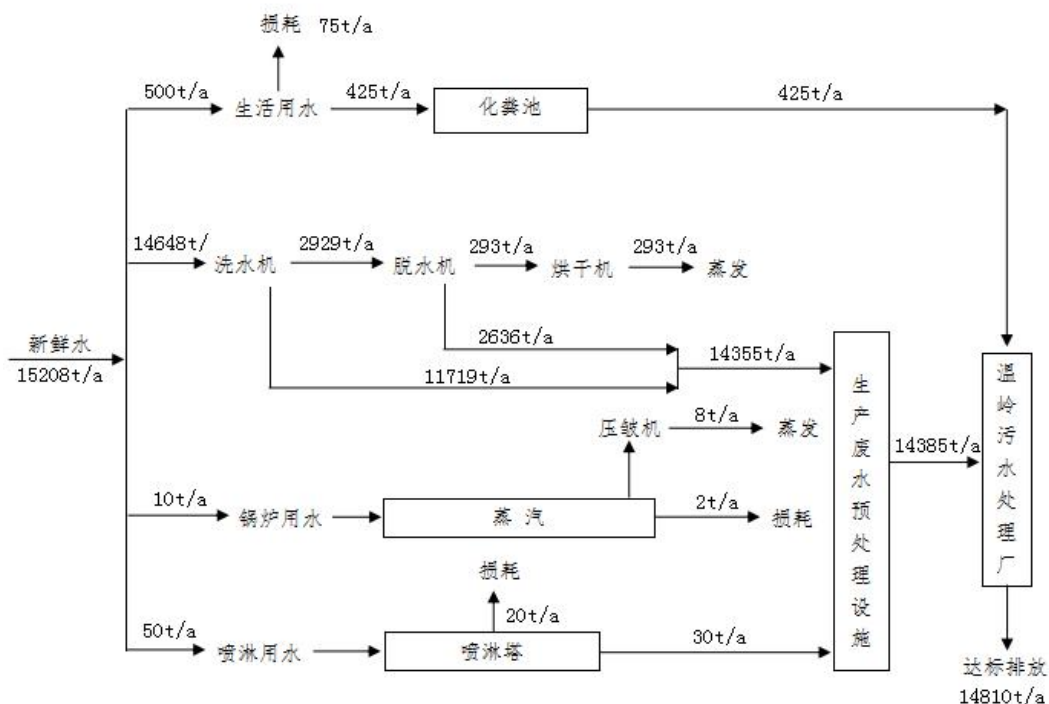 损耗 75t/a
500t/a
生活用水
425t/a
化粪池
425t/a
14648t/
洗水机
2929t/a
脱水机
293t/a
烘干机
293t/a
蒸发
新鲜水
15208t/a
2636t/a
11719t/a
14355t/a
压皱机
8t/a
蒸发
10t/a
锅炉用水
蒸 汽
2t/a
损耗
损耗
20t/a
50t/a
喷淋用水
喷淋塔
30t/a
生产废水预处理设施
14385t/a
温岭污水处理厂
达标排放
14810t/a